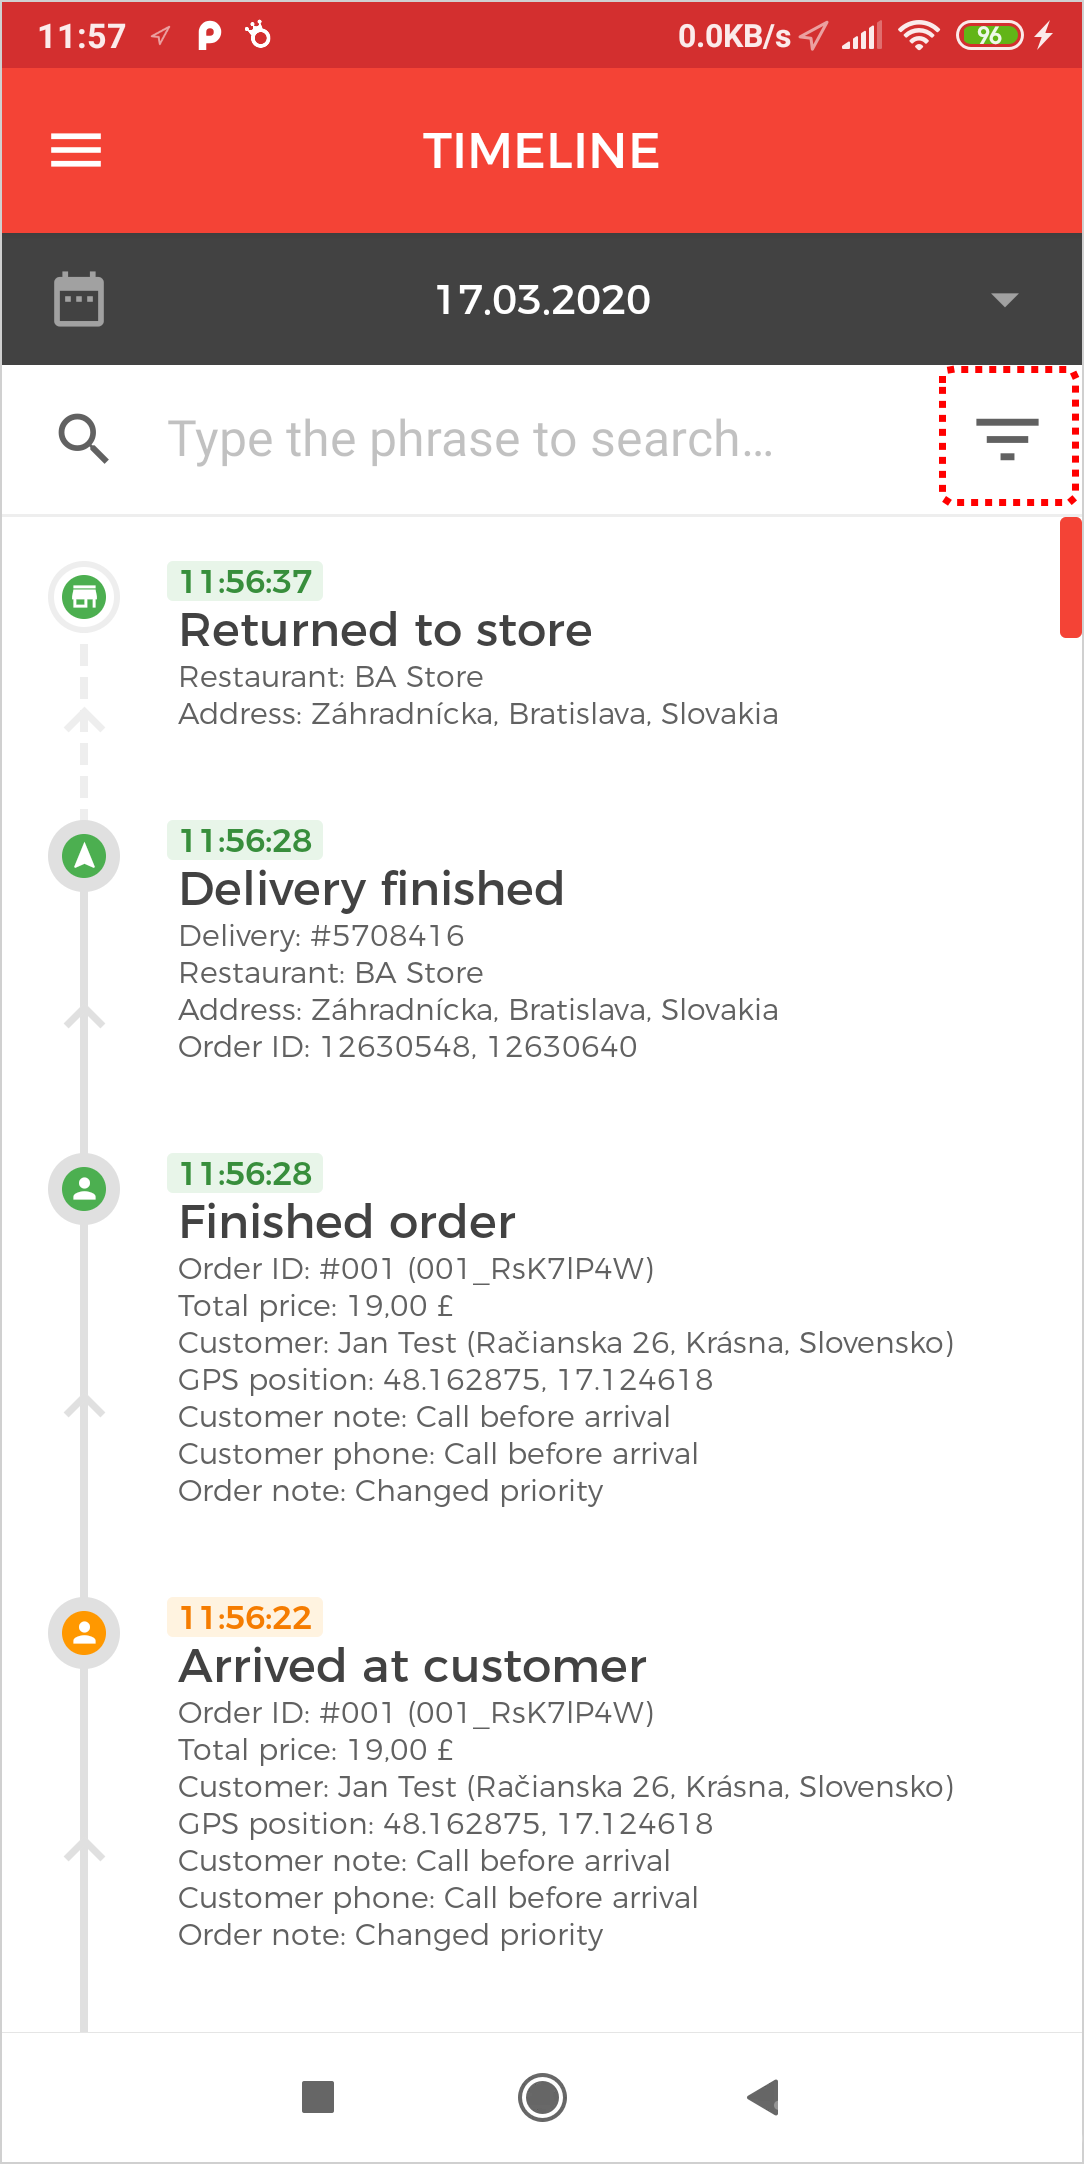 11:57
0.0KB/s
96
TIMELINE
17.03.2020
Type the phrase to search...
11:56:37
Returned to store
Restaurant: BA Store
Address: Záhradnícka, Bratislava, Slovakia
11:56:28
Delivery finished
Delivery: #5708416
Restaurant: BA Store
Address: Záhradnícka, Bratislava, Slovakia
Order ID: 12630548, 12630640
11:56:28
Finished order
Order ID: #001 (001_RsK7lP4W)
Total price: 19,00 £
Customer: Jan Test (Račianska 26, Krásna, Slovensko)
GPS position: 48.162875, 17.124618
Customer note: Call before arrival
Customer phone: Call before arrival
Order note: Changed priority
11:56:22
Arrived at customer
Order ID: #001 (001_RsK7lP4W)
Total price: 19,00 £
Customer: Jan Test (Račianska 26, Krásna, Slovensko)
GPS position: 48.162875, 17.124618
Customer note: Call before arrival
Customer phone: Call before arrival
Order note: Changed priority